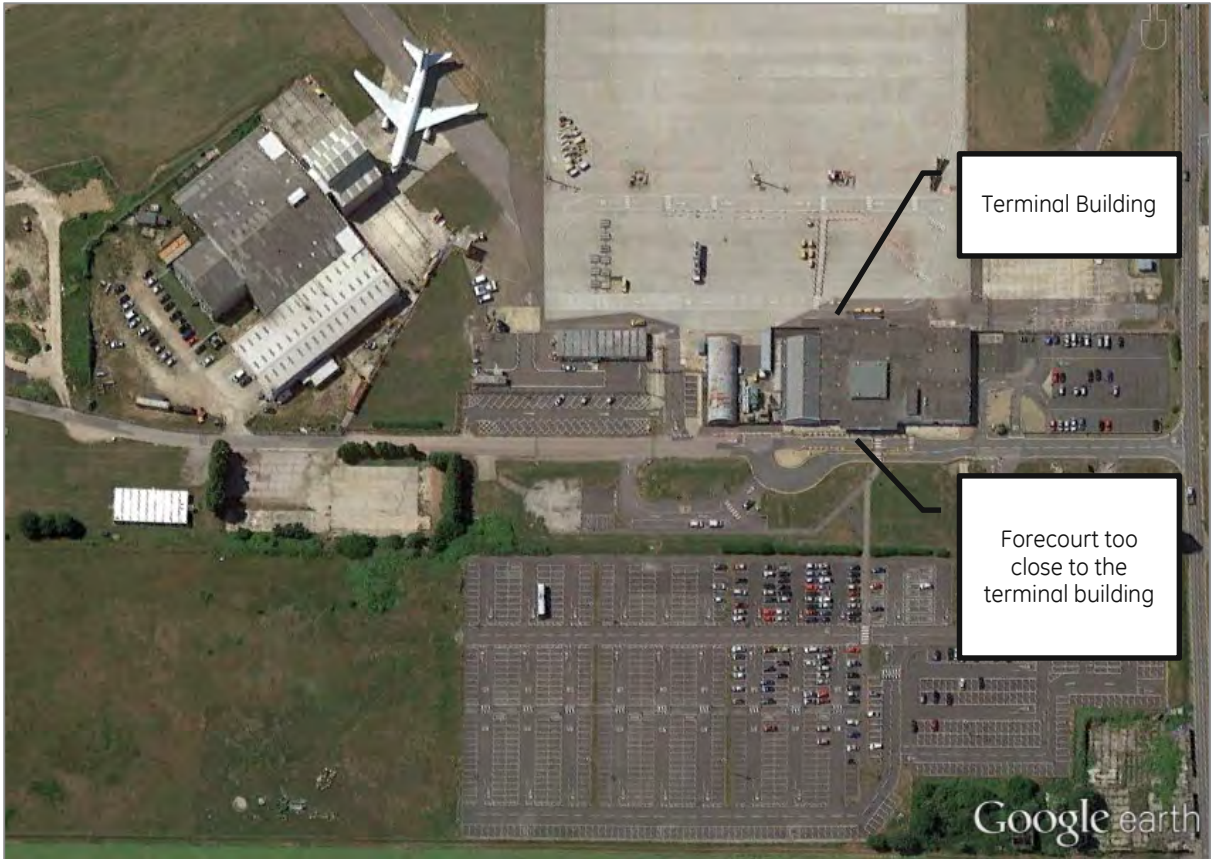 Terminal Building
Forecourt too
close to the
terminal building
Google earth